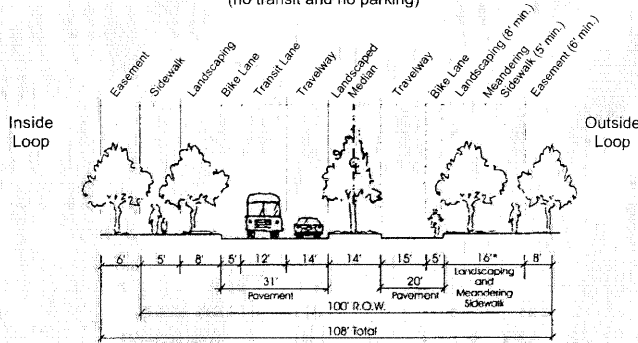 (no transit and no parking)
Easement
Sidewalk
Landscaping
Bike Lane
Transit Lane
Travelway
Landscaped
Median
Travelway
Bike Lane
Landscaping (8' min.)
Meandering
Sidewalk (5' min.)
Easement (6' min.)
Inside
Loop
Outside
Loop
6' 5' 8' 5' 12' 14' 14' 15' 5' 16'* 8'
31'
Pavement
20'
Pavement
Landscaping
and
Meandering
Sidewalk
100' R.O.W.
108' Total